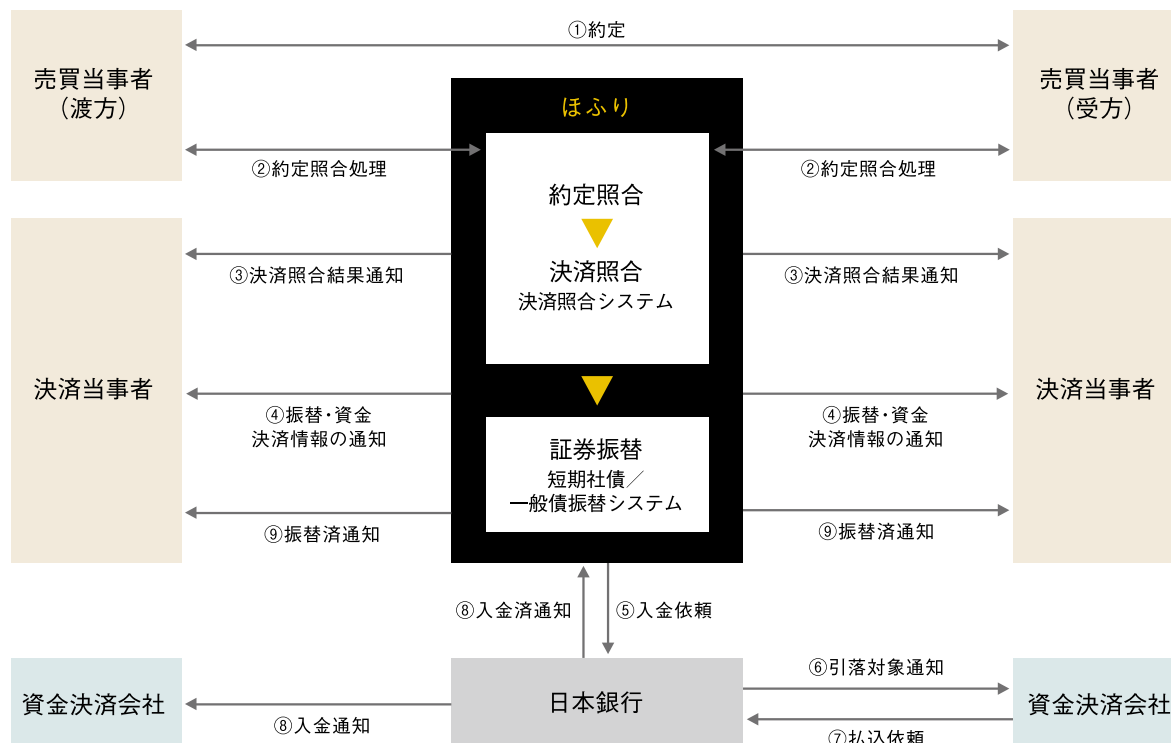 ①約定
売買当事者
（渡方）
売買当事者
（受方）
ほふり
②約定照合処理
②約定照合処理
約定照合
決済照合
決済照合システム
③決済照合結果通知
③決済照合結果通知
決済当事者
決済当事者
④振替・資金
決済情報の通知
④振替・資金
決済情報の通知
証券振替
短期社債／
一般債振替システム
⑨振替済通知
⑨振替済通知
⑧入金済通知
⑤入金依頼
資金決済会社
⑧入金通知
日本銀行
⑥引落対象通知
⑦払込依頼
資金決済会社